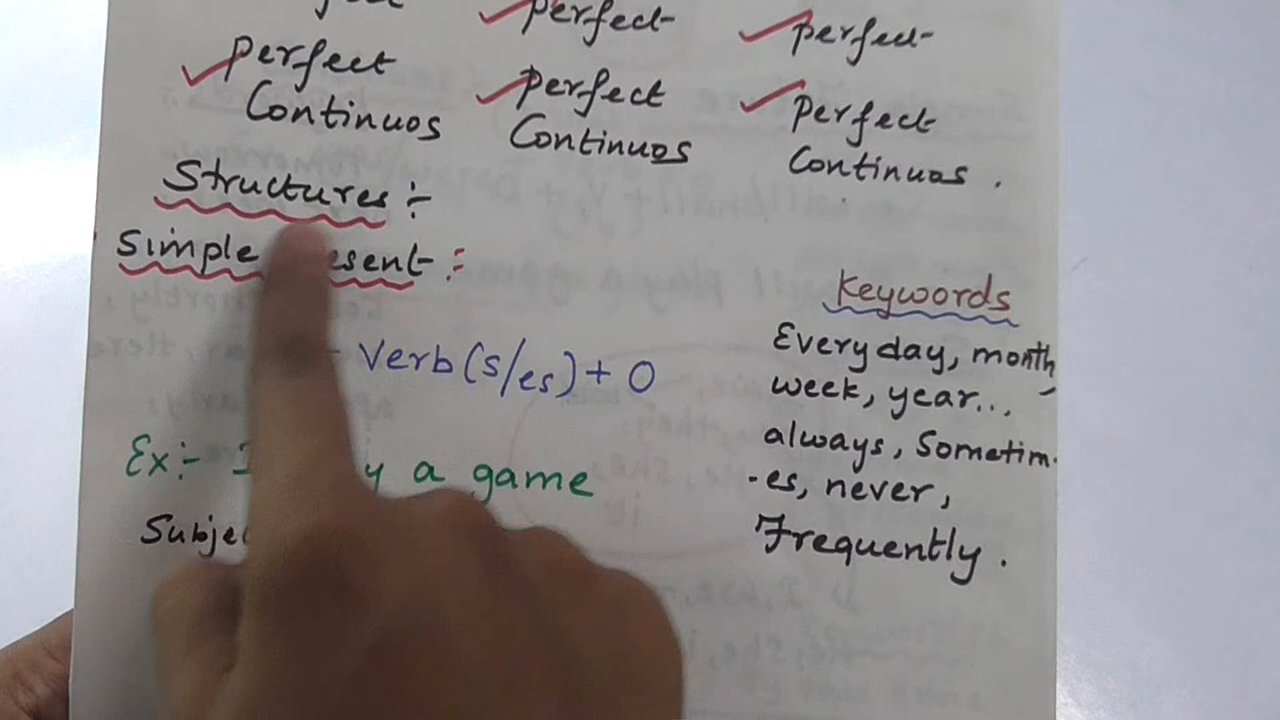 perfect perfect
perfect perfect perfect
Continuos Continuos Continuos .
Structures :-
Simple :-
Keywords
Everyday, month,
week, year...,
always, Sometim-
-es, never,
Frequently .
Verb (s/es) + O
Ex :- a game